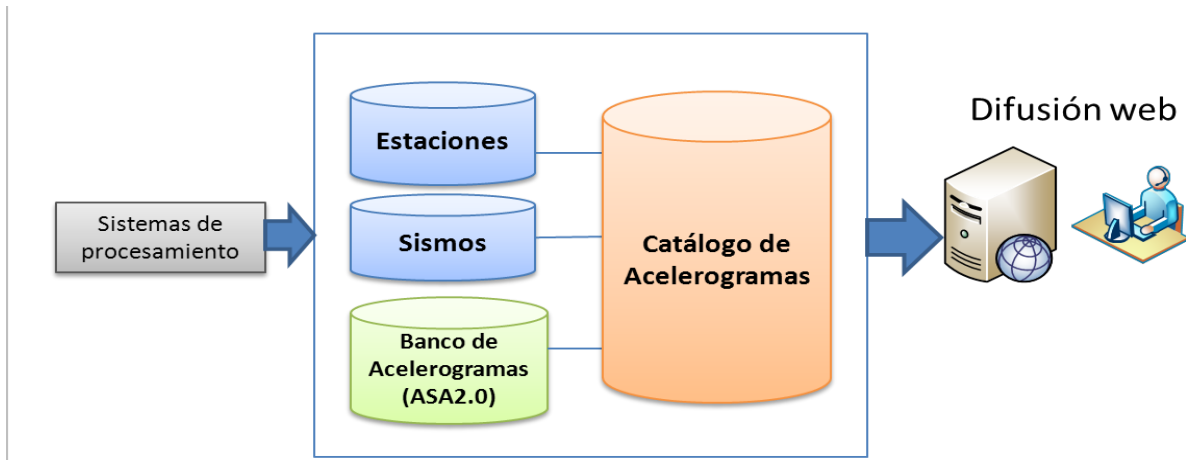 Sistemas de
procesamiento
Estaciones
Sismos
Banco de
Acelerogramas
(ASA2.0)
Catálogo de
Acelerogramas
Difusión web